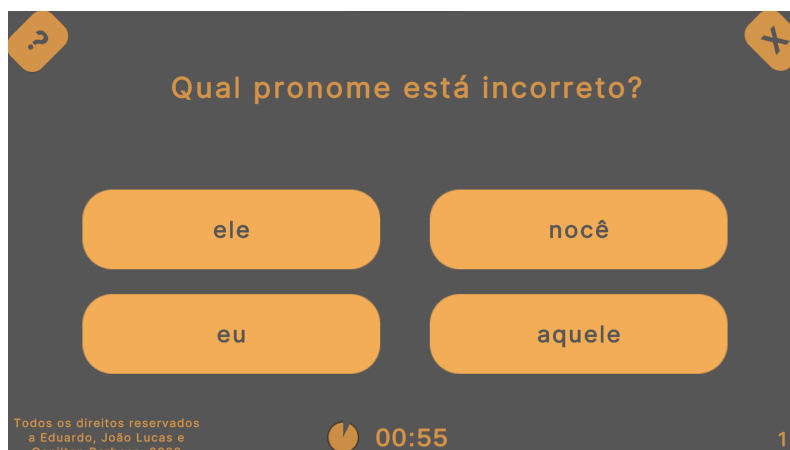 ?
X
Qual pronome está incorreto?
ele
nocê
eu
aquele
Todos os direitos reservados
a Eduardo, João Lucas e
00:55
1